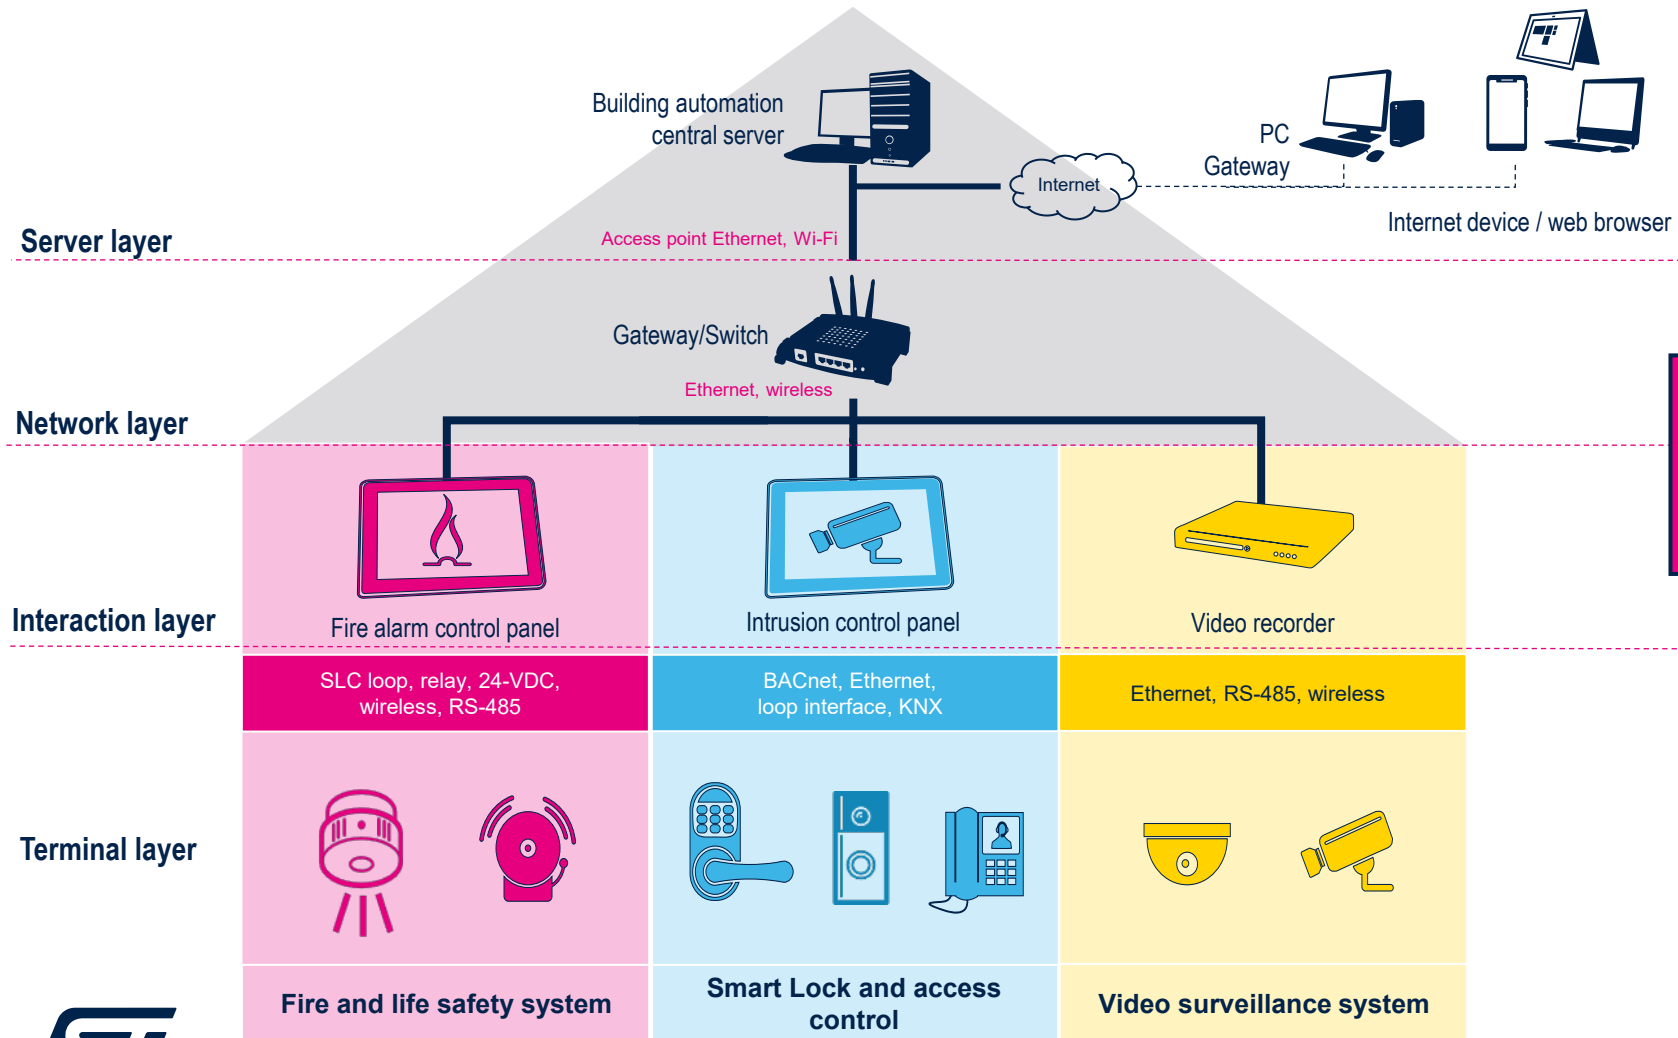 Building automation
central server
PC
Gateway
Internet
Internet device / web browser
Server layer
Access point Ethernet, Wi-Fi
Gateway/Switch
Ethernet, wireless
Network layer
Interaction layer
Fire alarm control panel
Intrusion control panel
Video recorder
SLC loop, relay, 24-VDC,
wireless, RS-485
BACnet, Ethernet,
loop interface, KNX
Ethernet, RS-485, wireless
Terminal layer
Fire and life safety system
Smart Lock and access
control
Video surveillance system